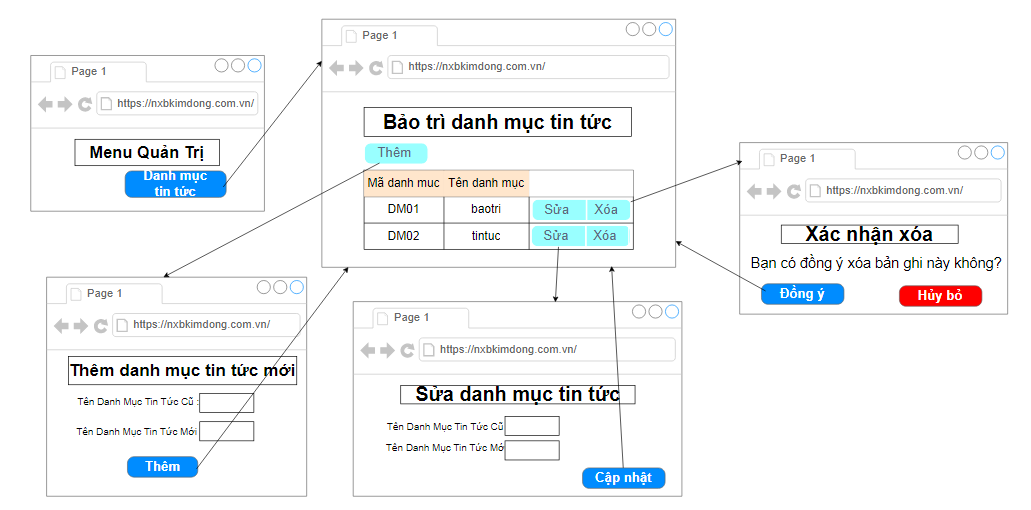 Page 1
https://nxbkimdong.com.vn/
Menu Quản Trị
Danh mục
tin tức
Page 1
https://nxbkimdong.com.vn/
Bảo trì danh mục tin tức
Thêm
Mã danh muc Tên danh mục
DM01 baotri Sửa Xóa
DM02 tintuc Sửa Xóa
Page 1
https://nxbkimdong.com.vn/
Xác nhận xóa
Bạn có đồng ý xóa bản ghi này không?
Đồng ý Hủy bỏ
Page 1
https://nxbkimdong.com.vn/
Thêm danh mục tin tức mới
Tên Danh Mục Tin Tức Cũ :
Tên Danh Mục Tin Tức Mới
Thêm
Page 1
https://nxbkimdong.com.vn/
Sửa danh mục tin tức
Tên Danh Mục Tin Tức Cũ
Tên Danh Mục Tin Tức Mớ
Cập nhật